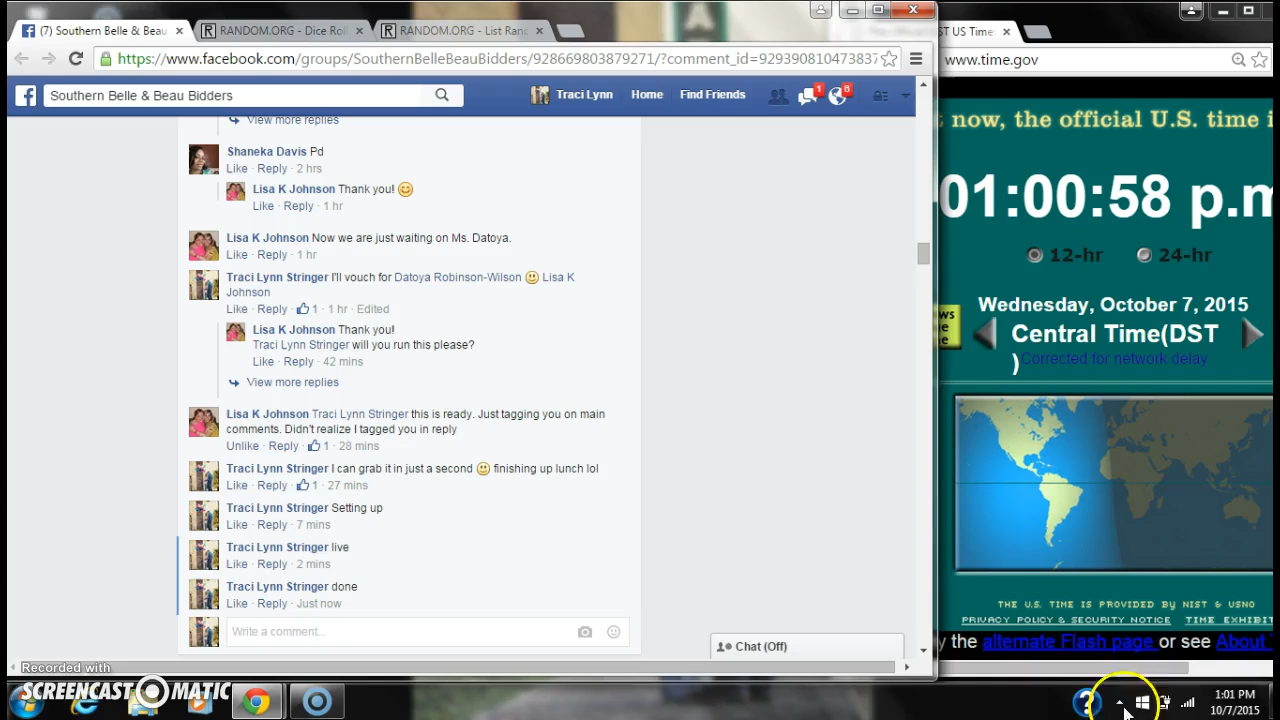 (7) Southern Belle & Beau
RANDOM.ORG - Dice Rol
RANDOM.ORG - List Ran
ST US Time
https://www.facebook.com/groups/SouthernBelleBeauBidders/928669803879271/?comment_id=929390810473837
www.time.gov
Southern Belle & Beau Bidders
Traci Lynn
Home
Find Friends
1
6
View more replies
Shaneka Davis Pd
Like · Reply · 2 hrs
Lisa K Johnson Thank you!
Like · Reply · 1 hr
Lisa K Johnson Now we are just waiting on Ms. Datoya.
Like · Reply · 1 hr
Traci Lynn Stringer I'll vouch for Datoya Robinson-Wilson Lisa K
Johnson
Like · Reply · 1 · 1 hr · Edited
Lisa K Johnson Thank you!
Traci Lynn Stringer will you run this please?
Like · Reply · 42 mins
View more replies
Lisa K Johnson Traci Lynn Stringer this is ready. Just tagging you on main
comments. Didn't realize I tagged you in reply
Unlike · Reply · 1 · 28 mins
Traci Lynn Stringer I can grab it in just a second finishing up lunch lol
Like · Reply · 1 · 27 mins
Traci Lynn Stringer Setting up
Like · Reply · 7 mins
Traci Lynn Stringer live
Like · Reply · 2 mins
Traci Lynn Stringer done
Like · Reply · Just now
Write a comment...
Chat (Off)
now, the official U.S. time i
01:00:58 p.m
12-hr
24-hr
Wednesday, October 7, 2015
Central Time(DST
)Corrected for network delay
THE U.S. TIME IS PROVIDED by NIST & USNO
PRIVACY POLICY & SECURITY NOTICE
TIME EXHIBIT
y the alternate Flash page or see About
Recorded with
SCREENCAST-O-MATIC
1:01 PM
10/7/2015